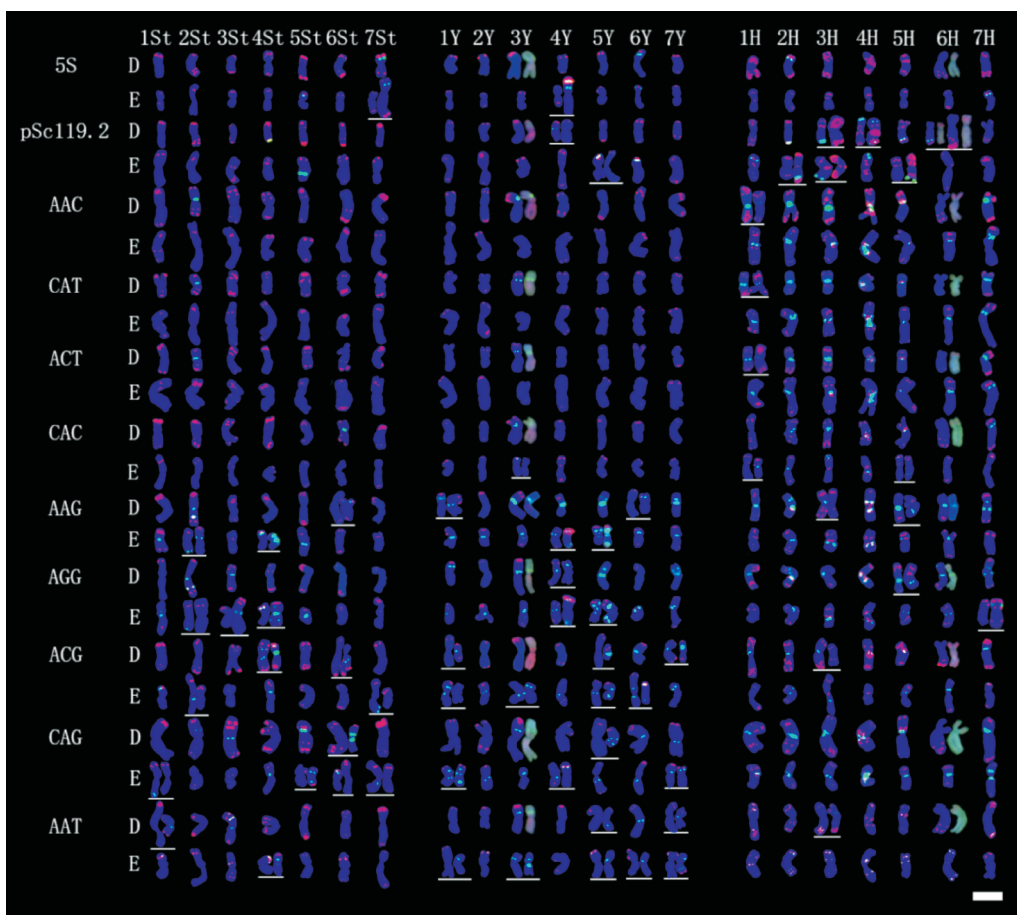 1St 2St 3St 4St 5St 6St 7St 1Y 2Y 3Y 4Y 5Y 6Y 7Y 1H 2H 3H 4H 5H 6H 7H
5S D
E
pSc119.2 D
E
AAC D
E
CAT D
E
ACT D
E
CAC D
E
AAG D
E
AGG D
E
ACG D
E
CAG D
E
AAT D
E